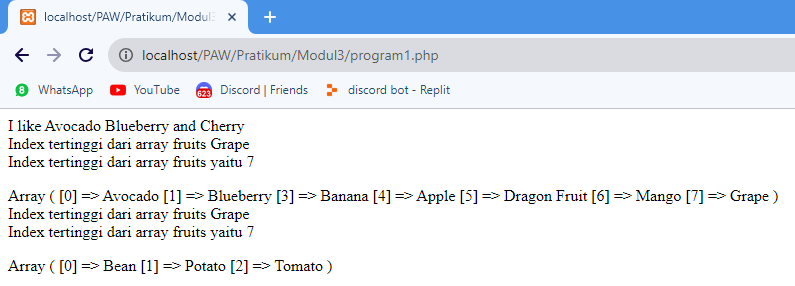 localhost/PAW/Pratikum/Modul3
localhost/PAW/Pratikum/Modul3/program1.php
WhatsApp YouTube 623 Discord | Friends discord bot - Replit
I like Avocado Blueberry and Cherry
Index tertinggi dari array fruits Grape
Index tertinggi dari array fruits yaitu 7
Array ( [0] => Avocado [1] => Blueberry [3] => Banana [4] => Apple [5] => Dragon Fruit [6] => Mango [7] => Grape )
Index tertinggi dari array fruits Grape
Index tertinggi dari array fruits yaitu 7
Array ( [0] => Bean [1] => Potato [2] => Tomato )